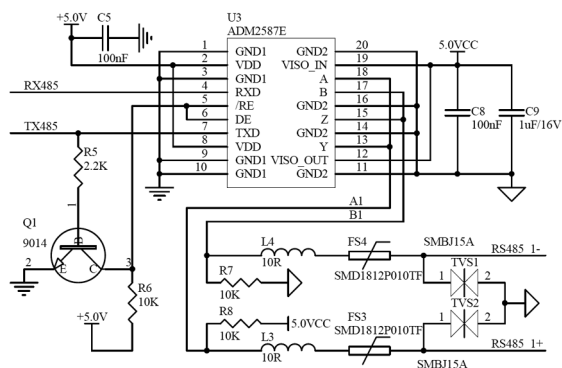 +5.0V
C5
100nF
U3
ADM2587E
1 GND1 GND2 20
2 VDD VISO_IN 19
3 GND1 A 18
4 RXD B 17
5 /RE GND2 16
6 DE Z 15
7 TXD GND2 14
8 VDD Y 13
9 GND1 VISO_OUT 12
10 GND1 GND2 11
5.0VCC
C8
100nF
C9
1uF/16V
RX485
TX485
R5
2.2K
1
Q1
9014
B
2 E C 3
R6
10K
+5.0V
A1
B1
L4
10R
FS4
SMD1812P010TF
SMBJ15A
RS485_1-
R7
10K
TVS1
1 2
TVS2
1 2
R8
10K
5.0VCC
FS3
SMD1812P010TF
L3
10R
RS485_1+
SMBJ15A